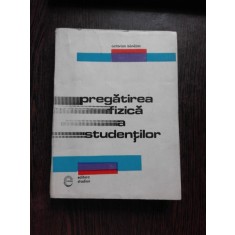 pregătirea
fizică
a
studenților
editura
stadion